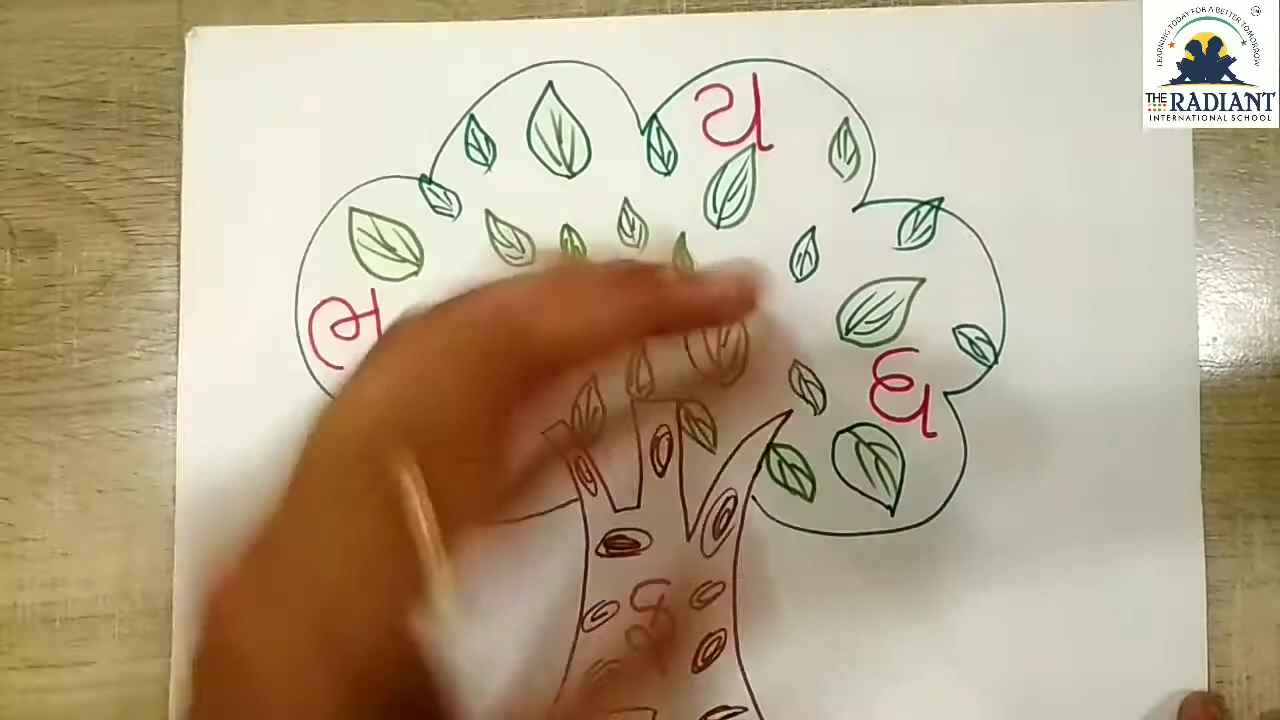 LEARNING TODAY FOR A BETTER TOMORROW
THE RADIANT
INTERNATIONAL SCHOOL
ય
ભ
ઘ